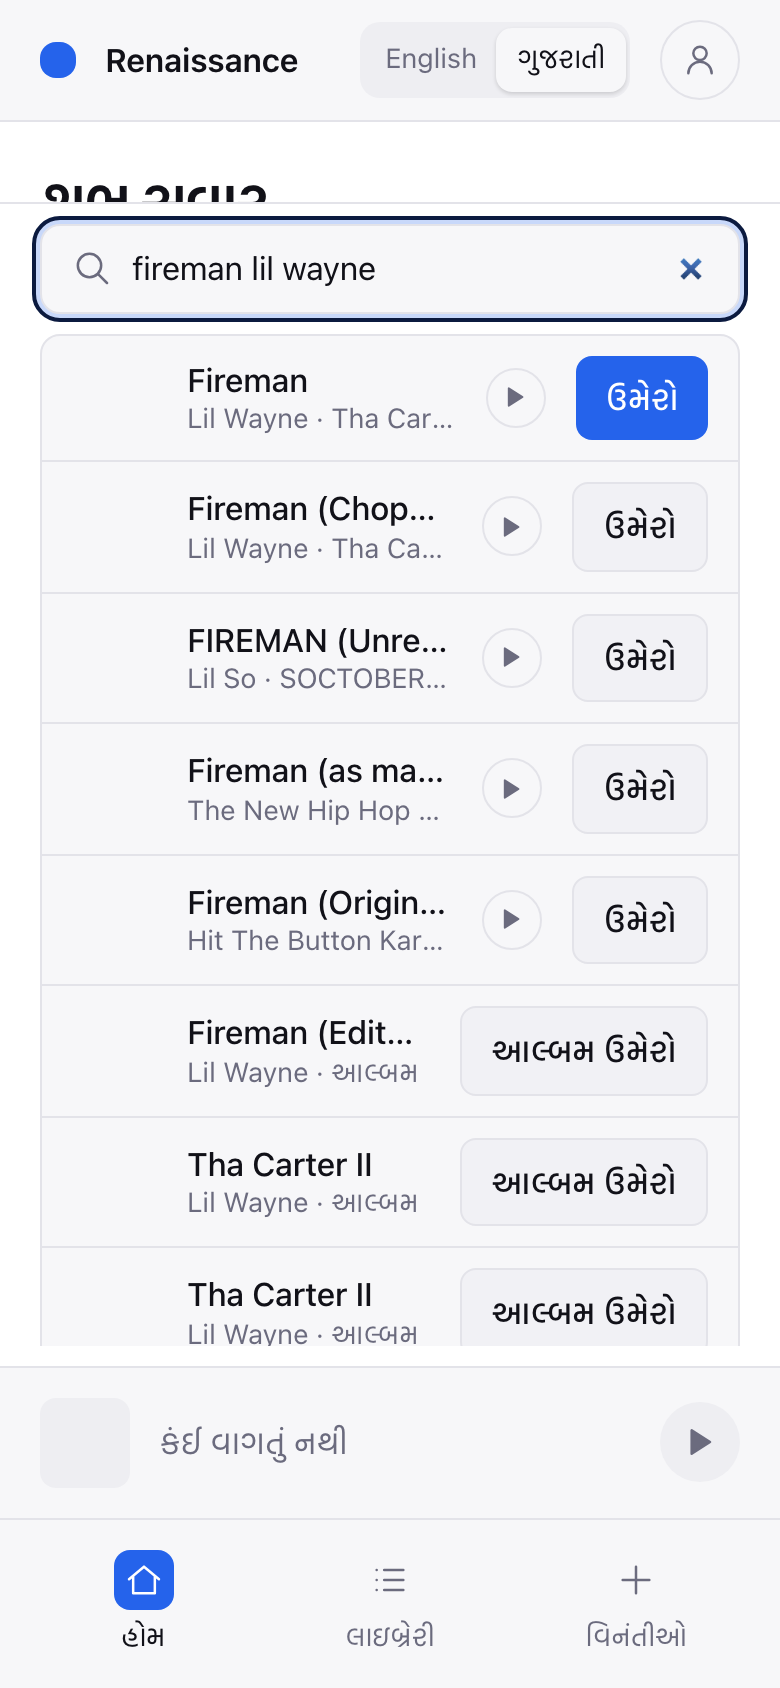 Renaissance
English
ગુજરાતી
fireman lil wayne
Fireman
Lil Wayne · Tha Car...
ઉમેરો
Fireman (Chop...
Lil Wayne · Tha Ca...
ઉમેરો
FIREMAN (Unre...
Lil So · SOCTOBER...
ઉમેરો
Fireman (as ma...
The New Hip Hop ...
ઉમેરો
Fireman (Origin...
Hit The Button Kar...
ઉમેરો
Fireman (Edit...
Lil Wayne · આલ્બમ
આલ્બમ ઉમેરો
Tha Carter II
Lil Wayne · આલ્બમ
આલ્બમ ઉમેરો
Tha Carter II
Lil Wayne · આલ્બમ
આલ્બમ ઉમેરો
કંઈ વાગતું નથી
હોમ
લાઇબ્રેરી
વિનંતીઓ